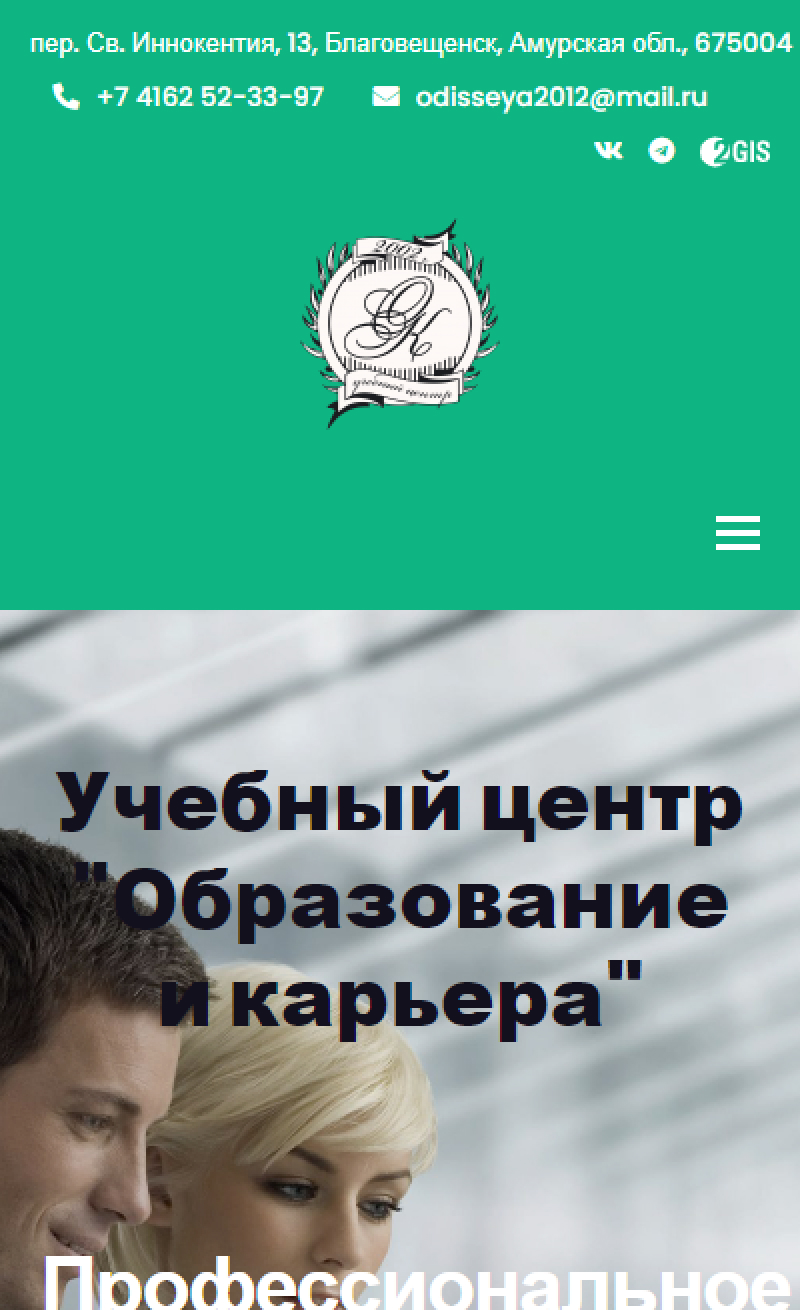 пер. Св. Иннокентия, 13, Благовещенск, Амурская обл., 675004
+7 4162 52-33-97 odisseya2012@mail.ru
2GIS
2002
ОК
учебный центр
Учебный центр
"Образование
и карьера"
Профессиональное